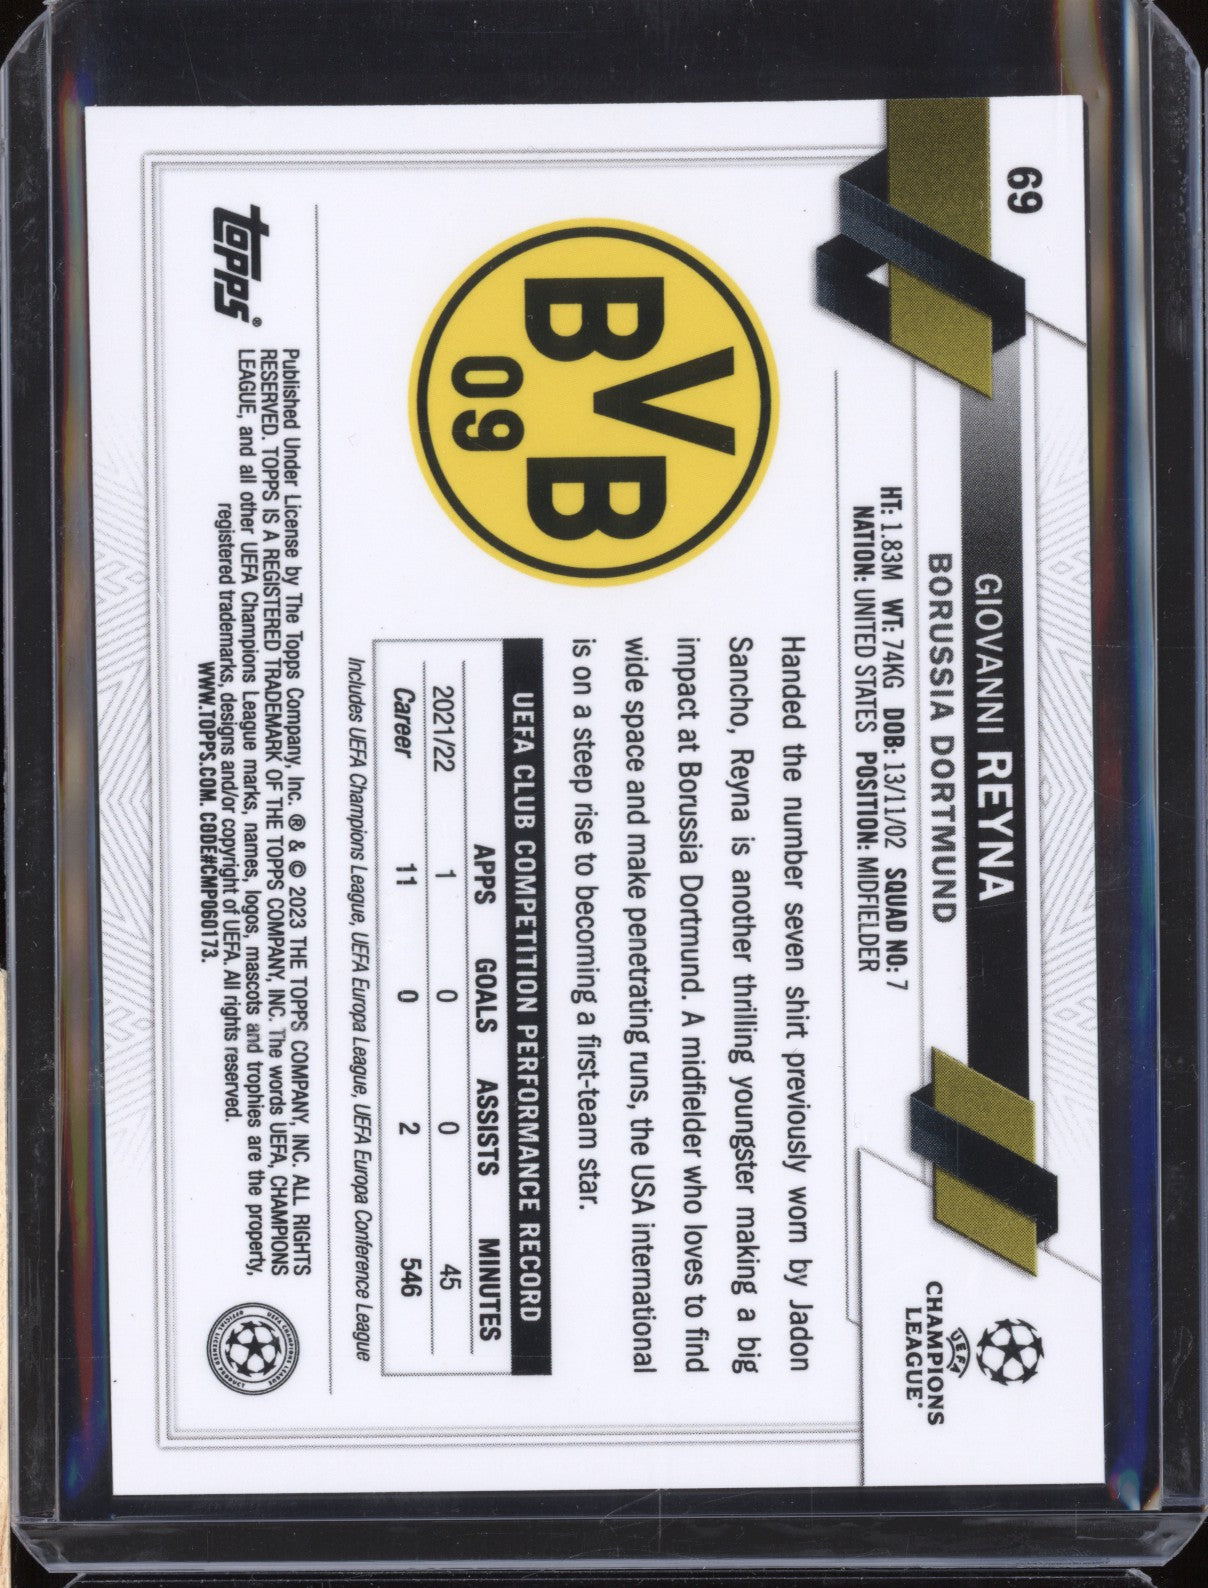 69
GIOVANNI REYNA
BORUSSIA DORTMUND
HT: 1.83M WT: 74KG DOB: 13/11/02 SQUAD NO: 7
NATION: UNITED STATES POSITION: MIDFIELDER
UEFA
CHAMPIONS
LEAGUE®
BVB
09
Handed the number seven shirt previously worn by Jadon
Sancho, Reyna is another thrilling youngster making a big
impact at Borussia Dortmund. A midfielder who loves to find
wide space and make penetrating runs, the USA international
is on a steep rise to becoming a first-team star.
UEFA CLUB COMPETITION PERFORMANCE RECORD
APPS GOALS ASSISTS MINUTES
2021/22 1 0 0 45
Career 11 0 2 546
Includes UEFA Champions League, UEFA Europa League, UEFA Europa Conference League
topps®
Published Under License by The Topps Company, Inc. ® & © 2023 THE TOPPS COMPANY, INC. ALL RIGHTS
RESERVED. TOPPS IS A REGISTERED TRADEMARK OF THE TOPPS COMPANY, INC. The words UEFA, CHAMPIONS
LEAGUE, and all other UEFA Champions League marks, names, logos, mascots and trophies are the property,
registered trademarks, designs and/or copyright of UEFA. All rights reserved.
WWW.TOPPS.COM. CODE#CMP060173.
UEFA CHAMPIONS LEAGUE
OFFICIAL LICENSED PRODUCT